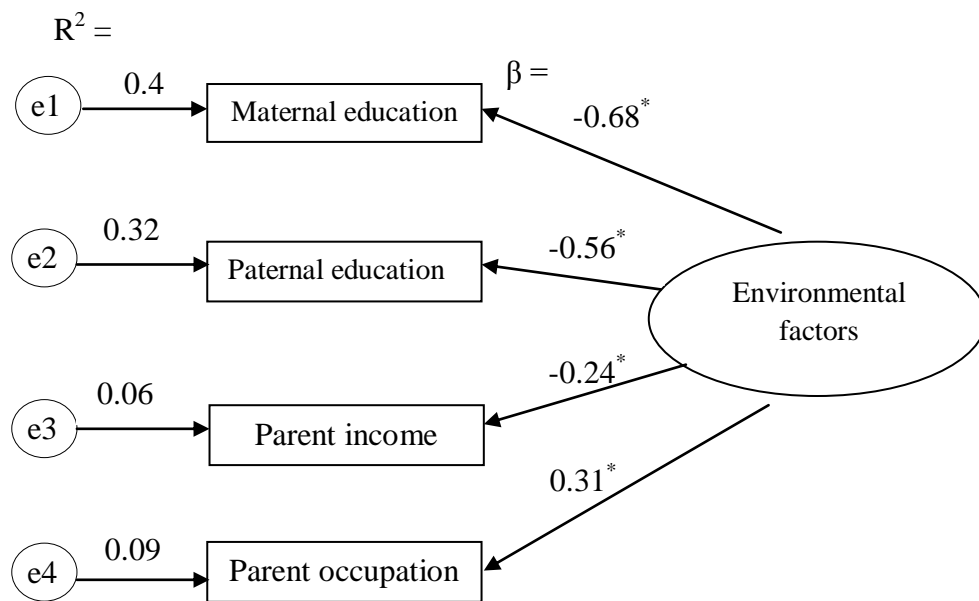 R² =
β =
e1
0.4
Maternal education
-0.68*
e2
0.32
Paternal education
-0.56*
Environmental
factors
e3
0.06
Parent income
-0.24*
e4
0.09
Parent occupation
0.31*